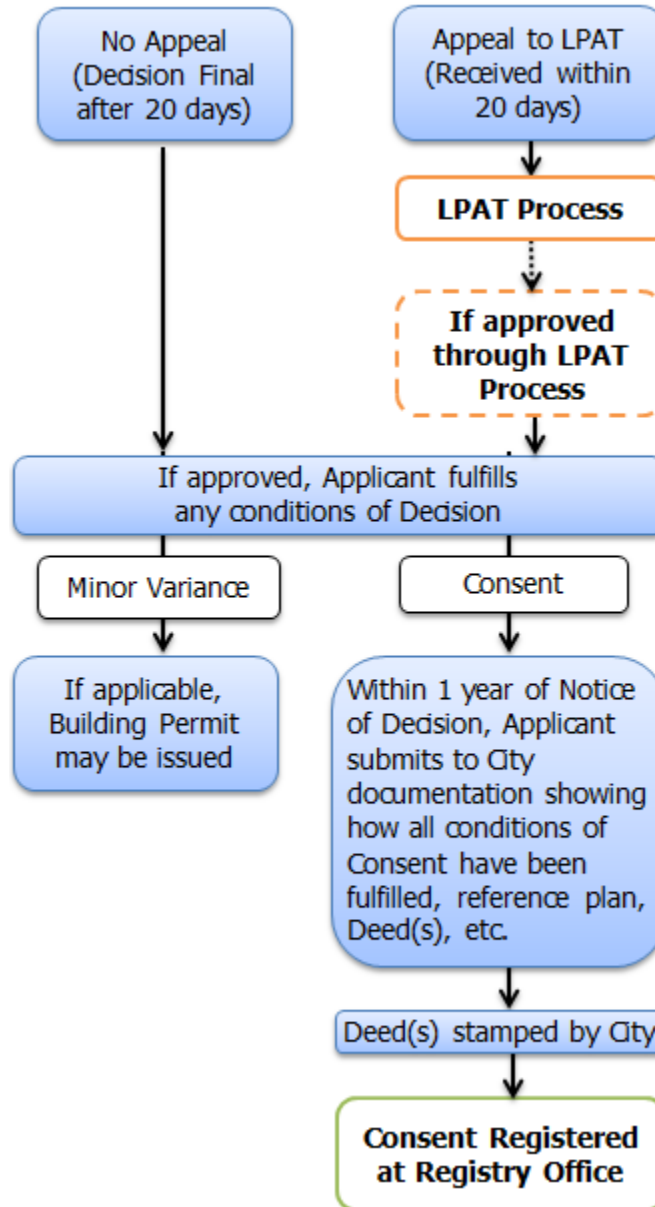 No Appeal
(Decision Final
after 20 days)
Appeal to LPAT
(Received within
20 days)
LPAT Process
If approved
through LPAT
Process
If approved, Applicant fulfills
any conditions of Decision
Minor Variance
Consent
If applicable,
Building Permit
may be issued
Within 1 year of Notice
of Decision, Applicant
submits to City
documentation showing
how all conditions of
Consent have been
fulfilled, reference plan,
Deed(s), etc.
Deed(s) stamped by City
Consent Registered
at Registry Office